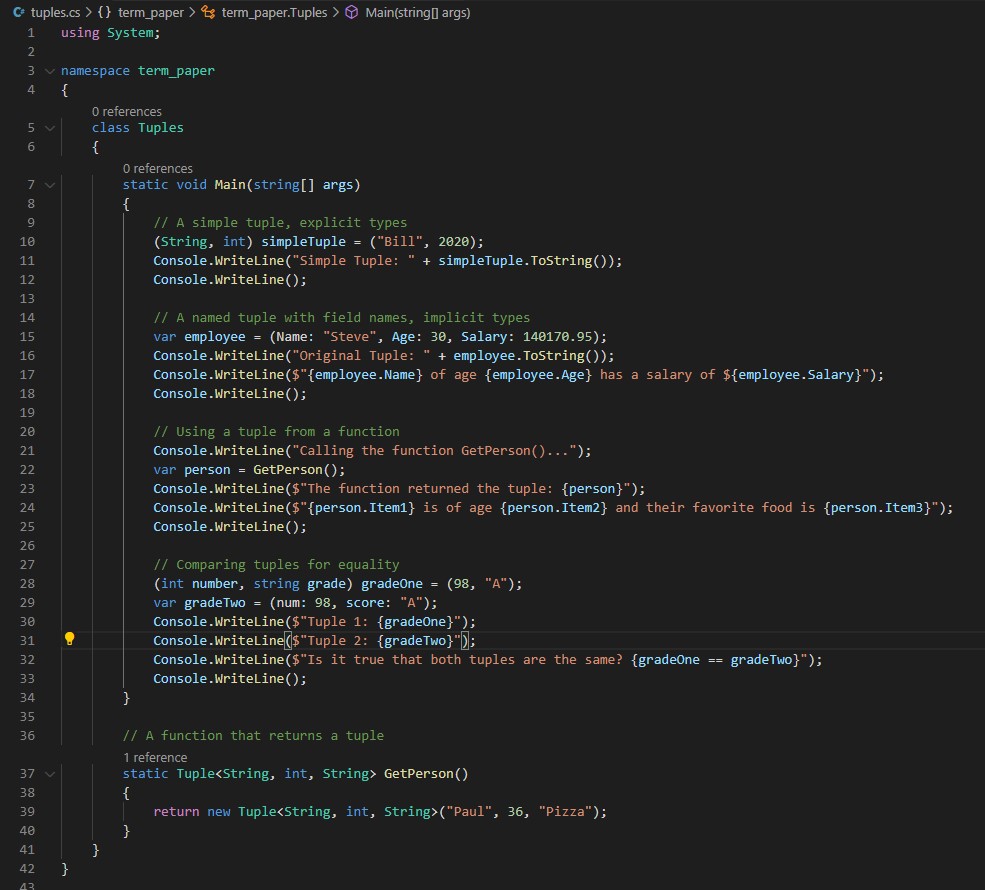 tuples.cs > {} term_paper > term_paper.Tuples > Main(string[] args)
1 using System;
2
3 namespace term_paper
4 {
0 references
5 class Tuples
6 {
0 references
7 static void Main(string[] args)
8 {
9 // A simple tuple, explicit types
10 (String, int) simpleTuple = ("Bill", 2020);
11 Console.WriteLine("Simple Tuple: " + simpleTuple.ToString());
12 Console.WriteLine();
13
14 // A named tuple with field names, implicit types
15 var employee = (Name: "Steve", Age: 30, Salary: 140170.95);
16 Console.WriteLine("Original Tuple: " + employee.ToString());
17 Console.WriteLine($"{employee.Name} of age {employee.Age} has a salary of ${employee.Salary}");
18 Console.WriteLine();
19
20 // Using a tuple from a function
21 Console.WriteLine("Calling the function GetPerson()...");
22 var person = GetPerson();
23 Console.WriteLine($"The function returned the tuple: {person}");
24 Console.WriteLine($"{person.Item1} is of age {person.Item2} and their favorite food is {person.Item3}");
25 Console.WriteLine();
26
27 // Comparing tuples for equality
28 (int number, string grade) gradeOne = (98, "A");
29 var gradeTwo = (num: 98, score: "A");
30 Console.WriteLine($"Tuple 1: {gradeOne}");
31 Console.WriteLine($"Tuple 2: {gradeTwo}");
32 Console.WriteLine($"Is it true that both tuples are the same? {gradeOne == gradeTwo}");
33 Console.WriteLine();
34 }
35
36 // A function that returns a tuple
1 reference
37 static Tuple<String, int, String> GetPerson()
38 {
39 return new Tuple<String, int, String>("Paul", 36, "Pizza");
40 }
41 }
42 }
43